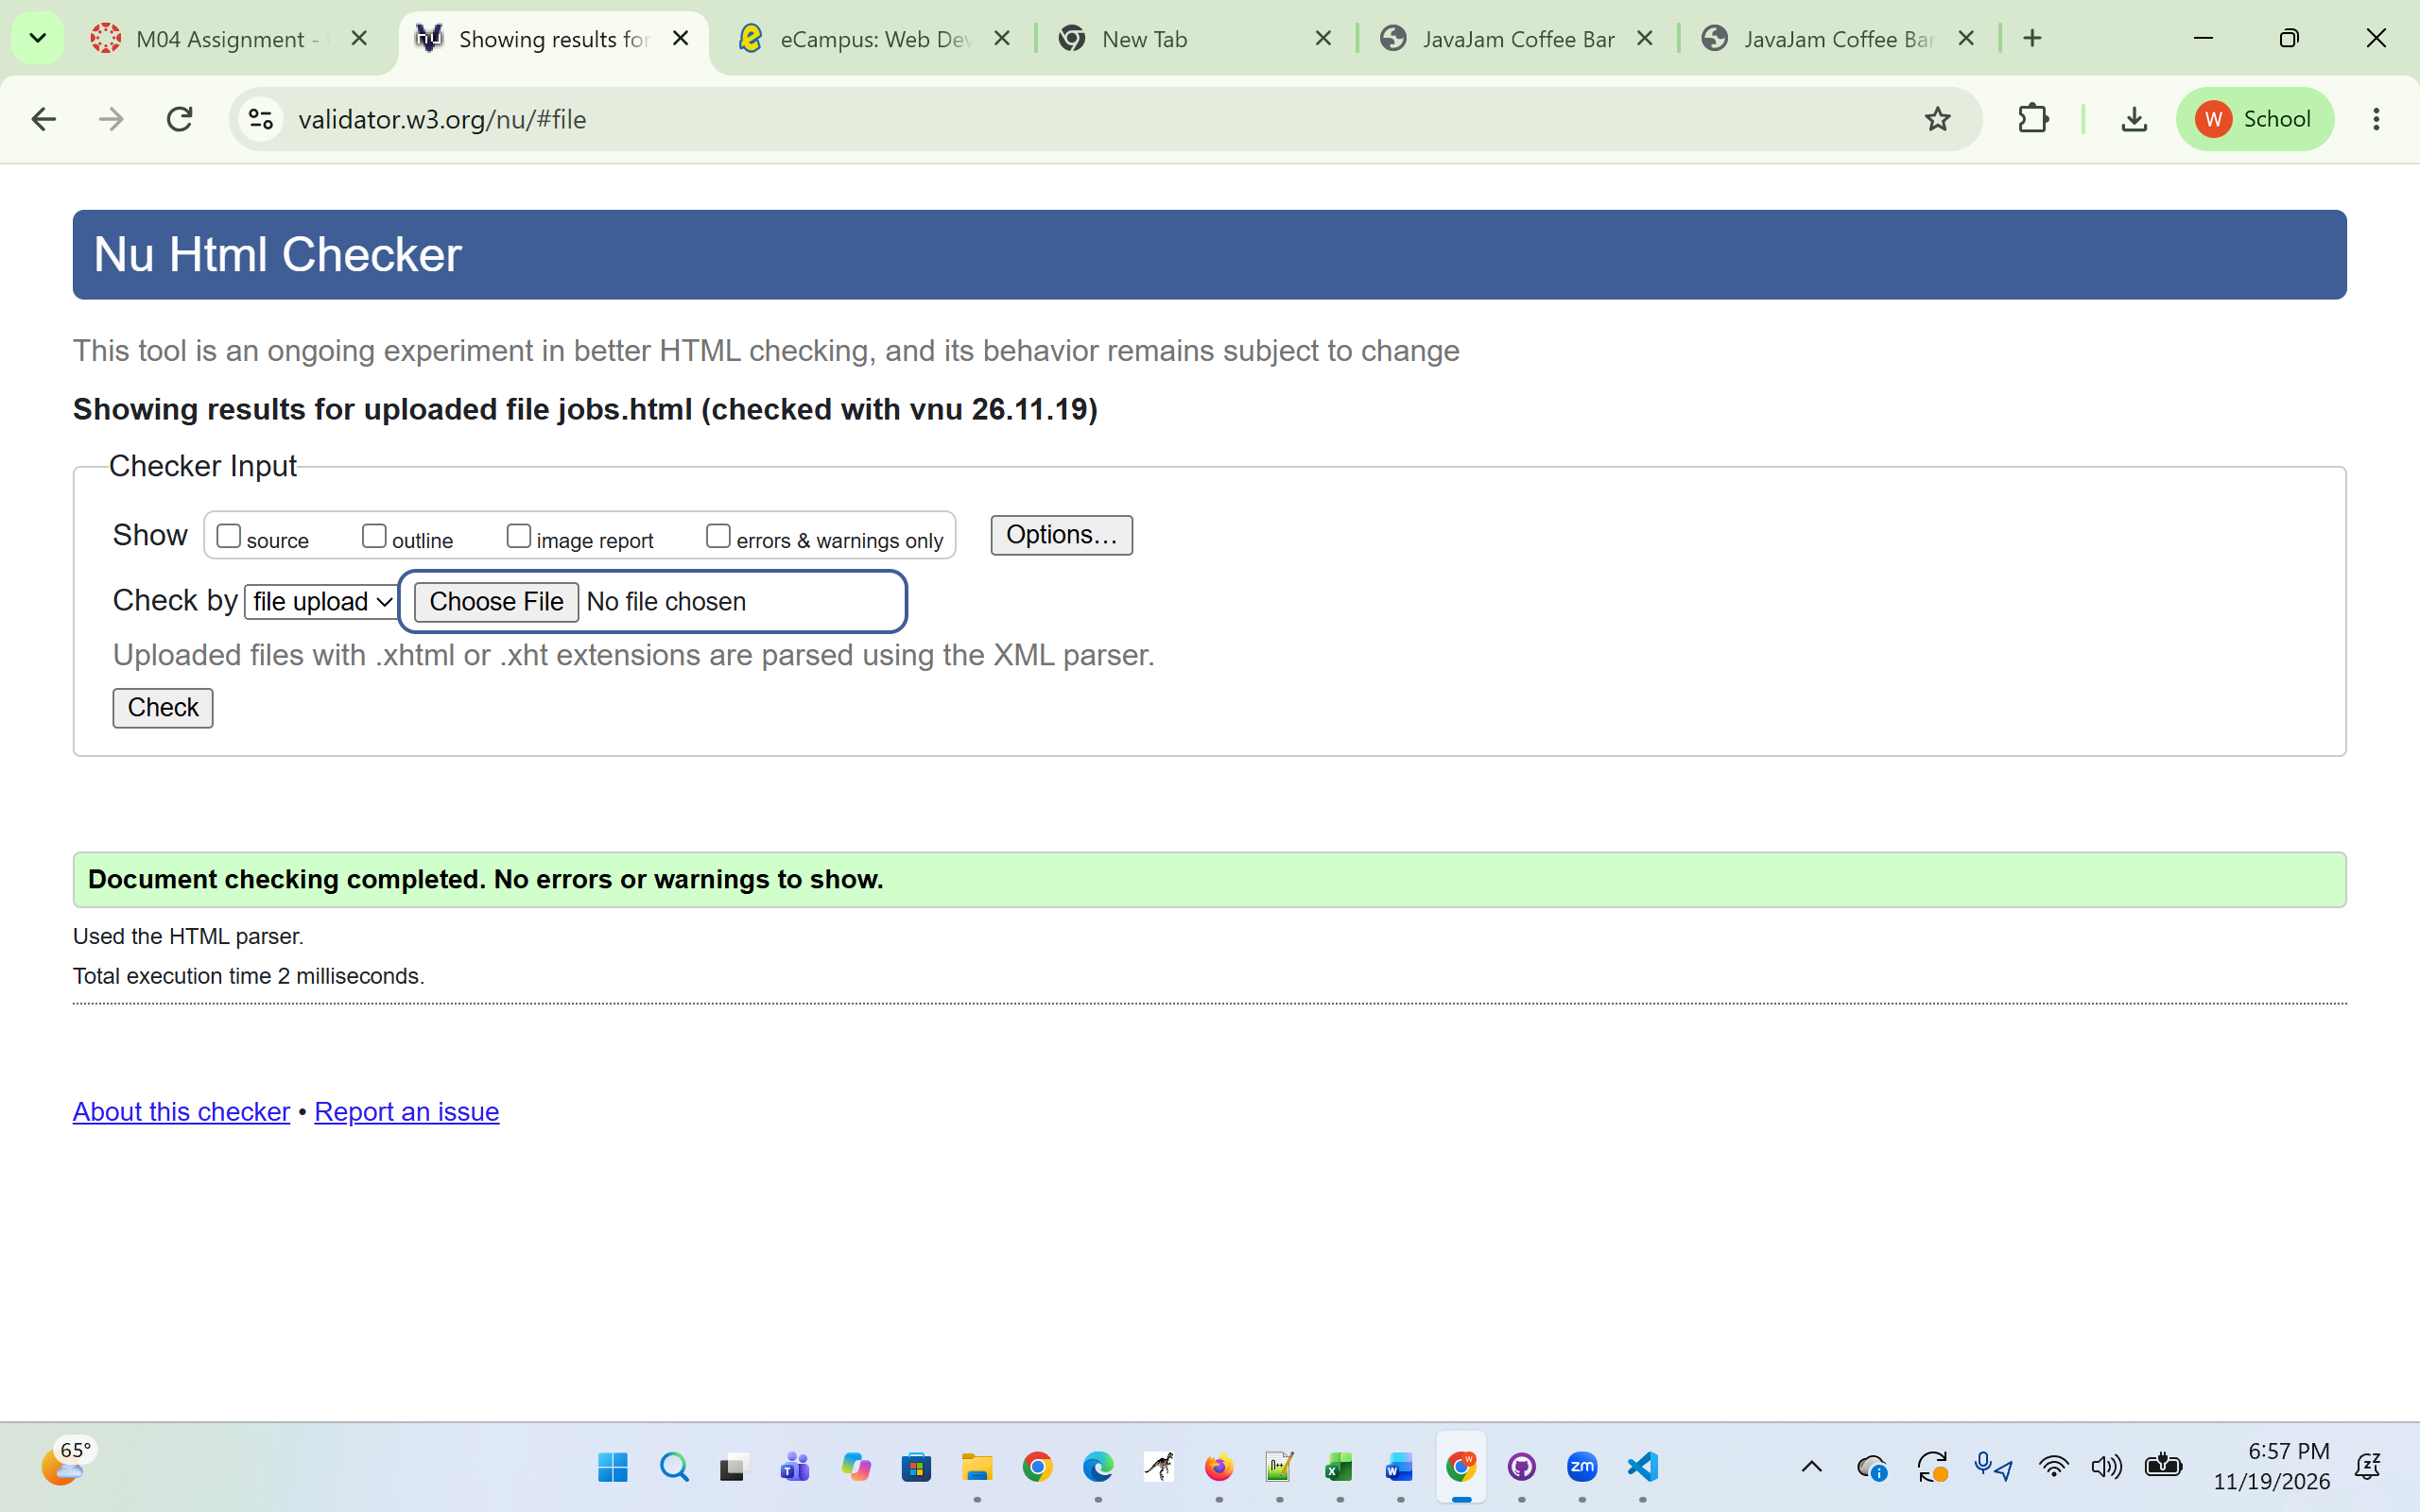 M04 Assignment -
Showing results for
eCampus: Web Dev
New Tab
JavaJam Coffee Bar
JavaJam Coffee Bar
validator.w3.org/nu/#file
W School
Nu Html Checker
This tool is an ongoing experiment in better HTML checking, and its behavior remains subject to change
Showing results for uploaded file jobs.html (checked with vnu 26.11.19)
Checker Input
Show source outline image report errors & warnings only Options…
Check by file upload Choose File No file chosen
Uploaded files with .xhtml or .xht extensions are parsed using the XML parser.
Check
Document checking completed. No errors or warnings to show.
Used the HTML parser.
Total execution time 2 milliseconds.
About this checker • Report an issue
65°
zm
6:57 PM
11/19/2026